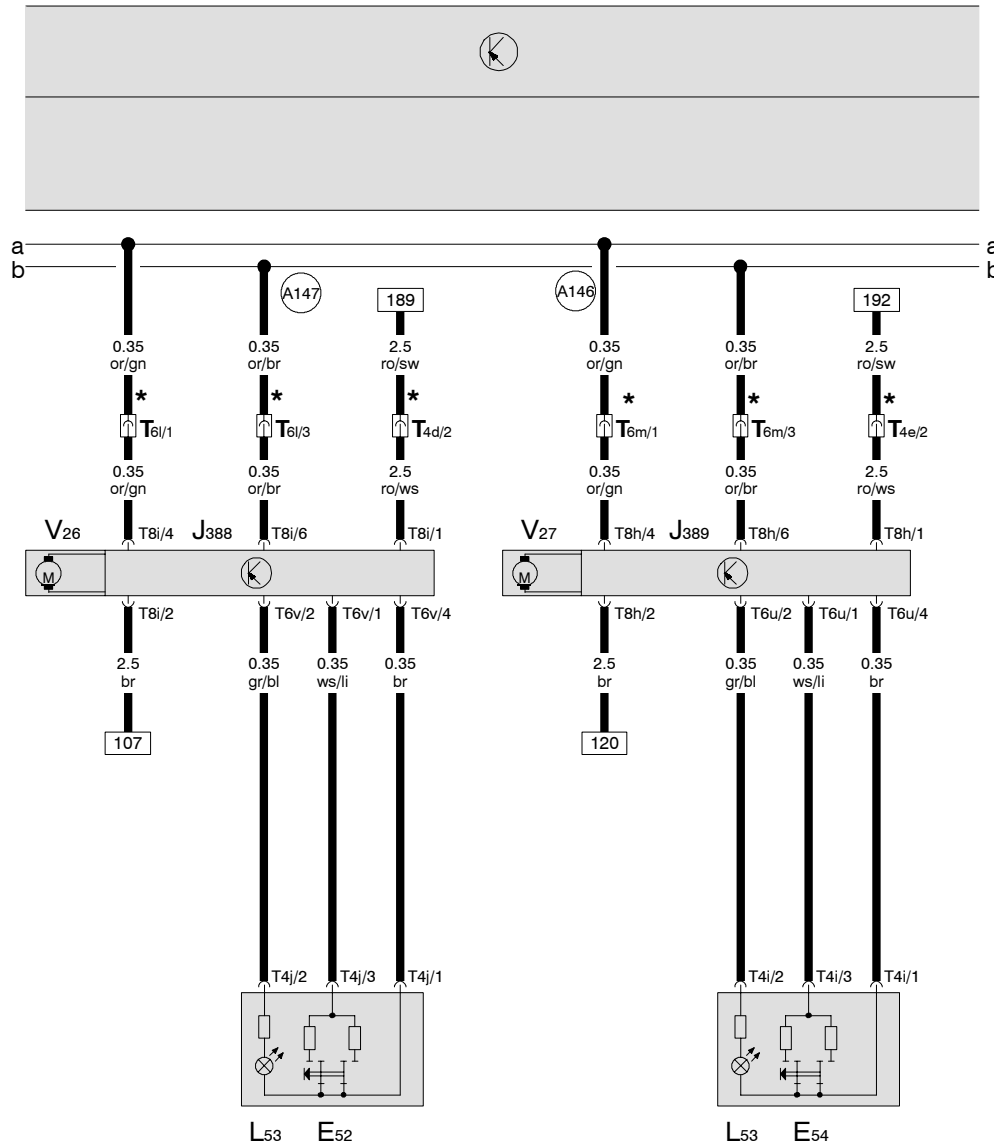 a a
b b
A147 189 A146 192
0.35 0.35 2.5 0.35 0.35 2.5
or/gn or/br ro/sw or/gn or/br ro/sw
* * * * * *
T6l/1 T6l/3 T4d/2 T6m/1 T6m/3 T4e/2
0.35 0.35 2.5 0.35 0.35 2.5
or/gn or/br ro/ws or/gn or/br ro/ws
V26 T8i/4 J388 T8i/6 T8i/1 V27 T8h/4 J389 T8h/6 T8h/1
M M
T8i/2 T6v/2 T6v/1 T6v/4 T8h/2 T6u/2 T6u/1 T6u/4
2.5 0.35 0.35 0.35 2.5 0.35 0.35 0.35
br gr/bl ws/li br br gr/bl ws/li br
107 120
T4j/2 T4j/3 T4j/1 T4i/2 T4i/3 T4i/1
L53 E52 L53 E54